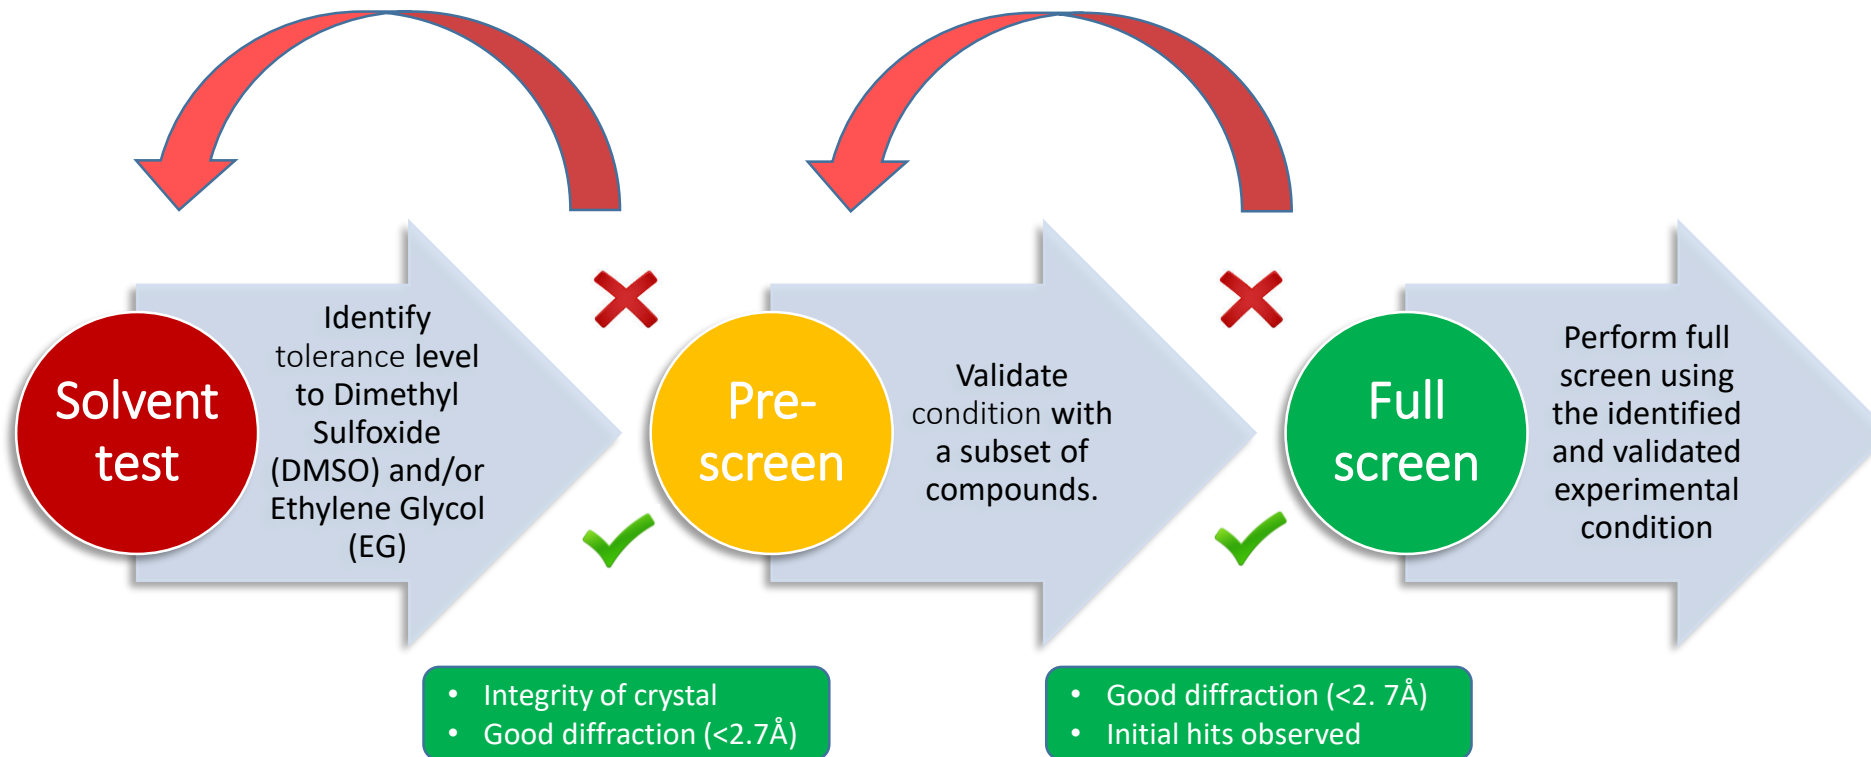 Solvent
test
Identify
tolerance level
to Dimethyl
Sulfoxide
(DMSO) and/or
Ethylene Glycol
(EG)
• Integrity of crystal
• Good diffraction (<2.7Å)
Pre-
screen
Validate
condition with
a subset of
compounds.
• Good diffraction (<2. 7Å)
• Initial hits observed
Full
screen
Perform full
screen using
the identified
and validated
experimental
condition